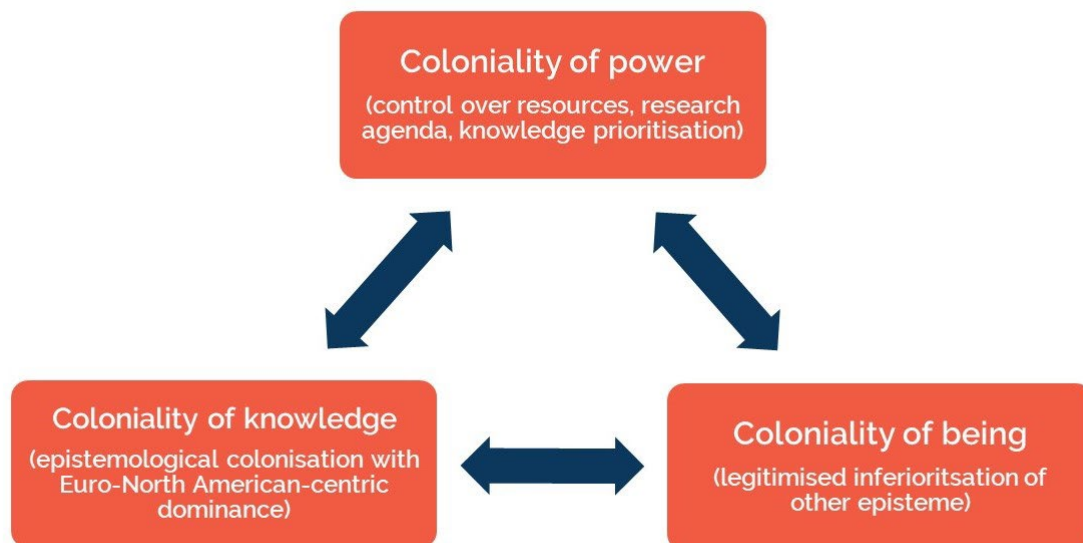 Coloniality of power
(control over resources, research
agenda, knowledge prioritisation)
Coloniality of knowledge
(epistemological colonisation with
Euro-North American-centric
dominance)
Coloniality of being
(legitimised inferioritsation of
other episteme)